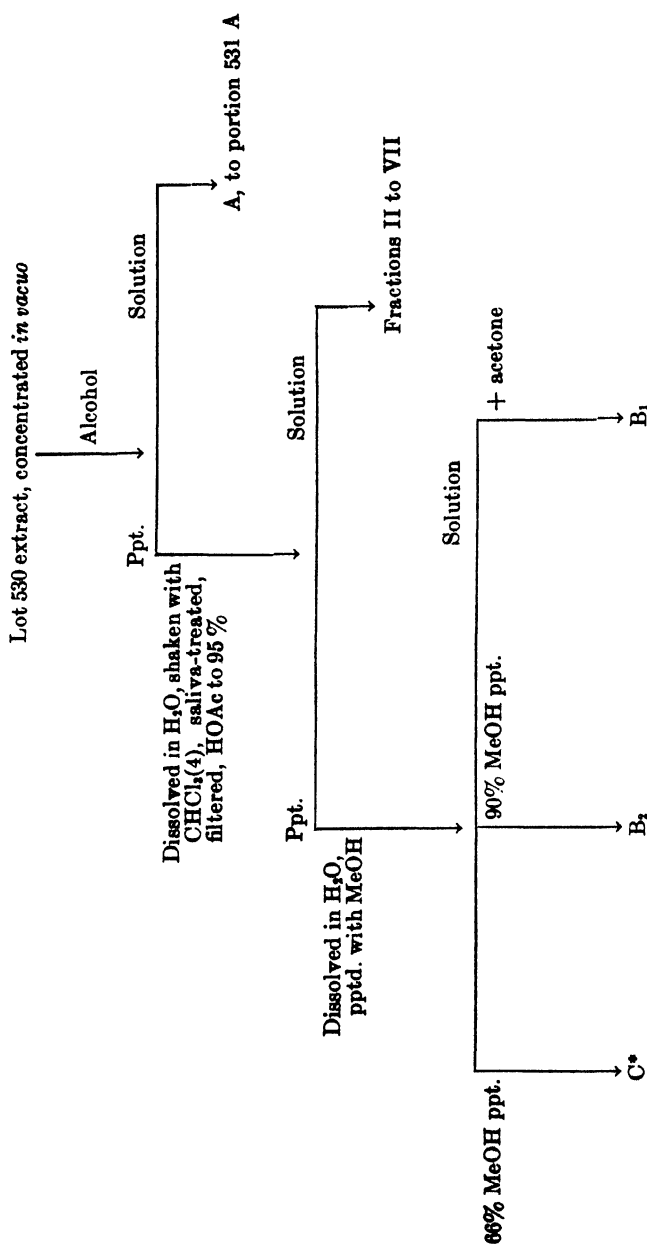 Lot 530 extract, concentrated in vacuo
Alcohol
Ppt.
Solution
A, to portion 531 A
Dissolved in H₂O, shaken with
CHCl₃(4), saliva-treated,
filtered, HOAc to 95 %
Ppt.
Solution
Fractions II to VII
Dissolved in H₂O,
pptd. with MeOH
66% MeOH ppt.
90% MeOH ppt.
Solution
+ acetone
C*
B₂
B₁